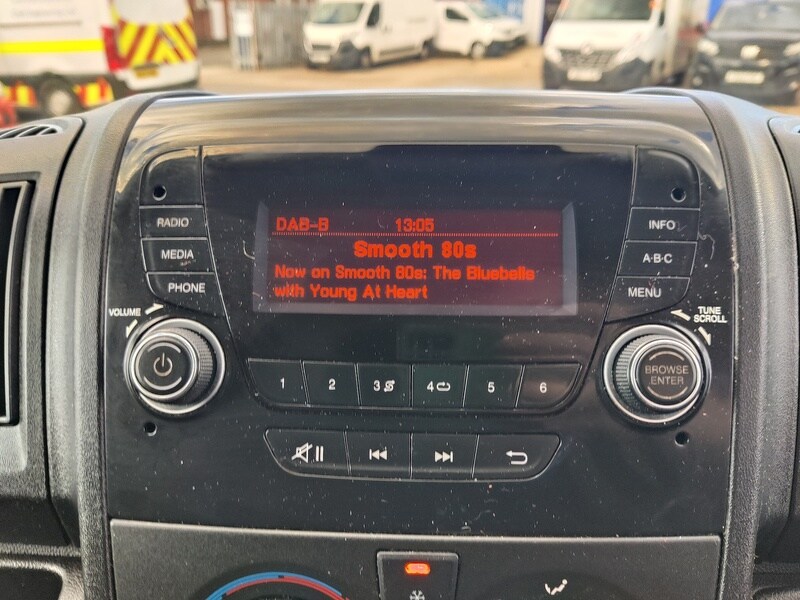 RADIO
MEDIA
PHONE
VOLUME
DAB-B 13:05
Smooth 80s
Now on Smooth 80s: The Bluebells
with Young At Heart
INFO
A·B·C
MENU
TUNE
SCROLL
BROWSE
ENTER
1 2 3 4 5 6